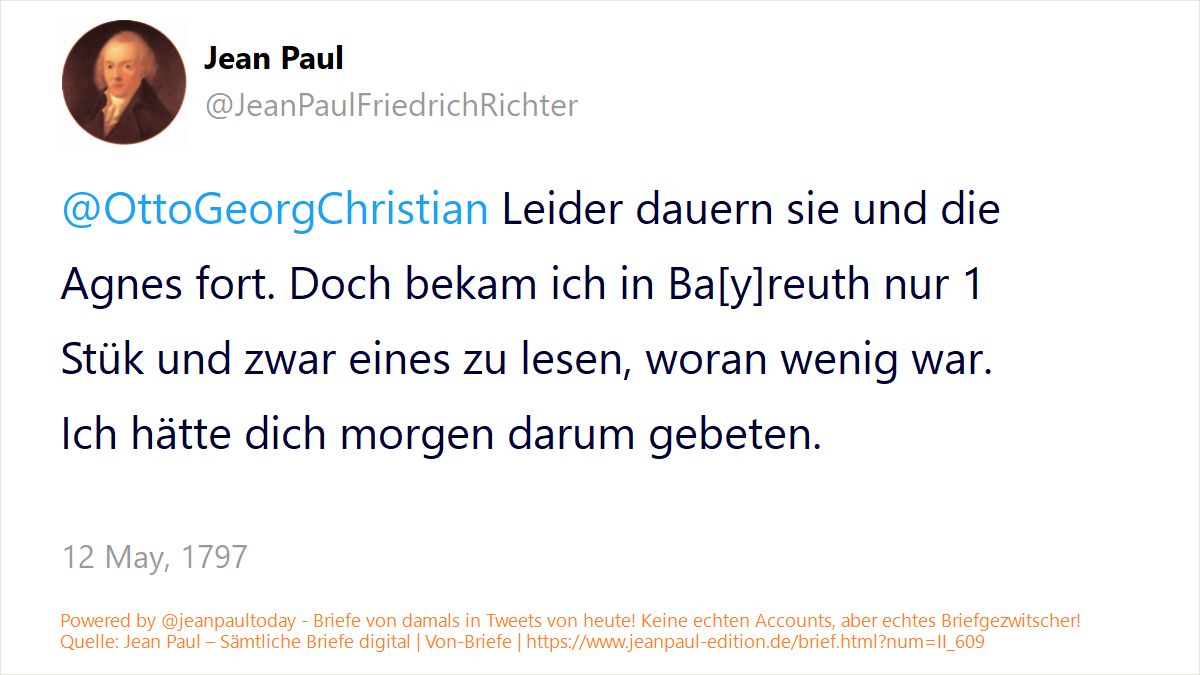 Jean Paul
@JeanPaulFriedrichRichter
@OttoGeorgChristian Leider dauern sie und die
Agnes fort. Doch bekam ich in Ba[y]reuth nur 1
Stük und zwar eines zu lesen, woran wenig war.
Ich hätte dich morgen darum gebeten.
12 May, 1797
Powered by @jeanpaultoday - Briefe von damals in Tweets von heute! Keine echten Accounts, aber echtes Briefgezwitscher!
Quelle: Jean Paul – Sämtliche Briefe digital | Von-Briefe | https://www.jeanpaul-edition.de/brief.html?num=II_609